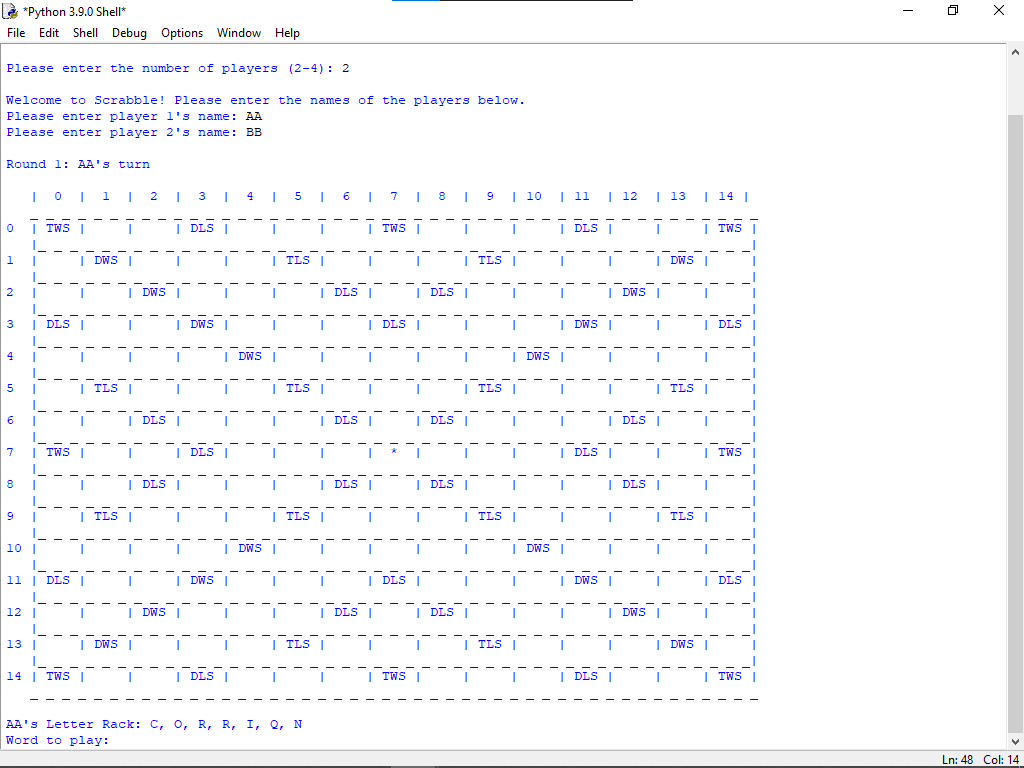 *Python 3.9.0 Shell*
File Edit Shell Debug Options Window Help
Please enter the number of players (2-4): 2
Welcome to Scrabble! Please enter the names of the players below.
Please enter player 1's name: AA
Please enter player 2's name: BB
Round 1: AA's turn
| 0 | 1 | 2 | 3 | 4 | 5 | 6 | 7 | 8 | 9 | 10 | 11 | 12 | 13 | 14 |
0 | TWS | | | DLS | | | | TWS | | | | DLS | | | TWS |
1 | | DWS | | | | TLS | | | | TLS | | | | DWS | |
2 | | | DWS | | | | DLS | | DLS | | | | DWS | | |
3 | DLS | | | DWS | | | | DLS | | | | DWS | | | DLS |
4 | | | | | DWS | | | | | | DWS | | | | |
5 | | TLS | | | | TLS | | | | TLS | | | | TLS | |
6 | | | DLS | | | | DLS | | DLS | | | | DLS | | |
7 | TWS | | | DLS | | | | * | | | | DLS | | | TWS |
8 | | | DLS | | | | DLS | | DLS | | | | DLS | | |
9 | | TLS | | | | TLS | | | | TLS | | | | TLS | |
10 | | | | | DWS | | | | | | DWS | | | | |
11 | DLS | | | DWS | | | | DLS | | | | DWS | | | DLS |
12 | | | DWS | | | | DLS | | DLS | | | | DWS | | |
13 | | DWS | | | | TLS | | | | TLS | | | | DWS | |
14 | TWS | | | DLS | | | | TWS | | | | DLS | | | TWS |
AA's Letter Rack: C, O, R, R, I, Q, N
Word to play:
Ln: 48 Col: 14